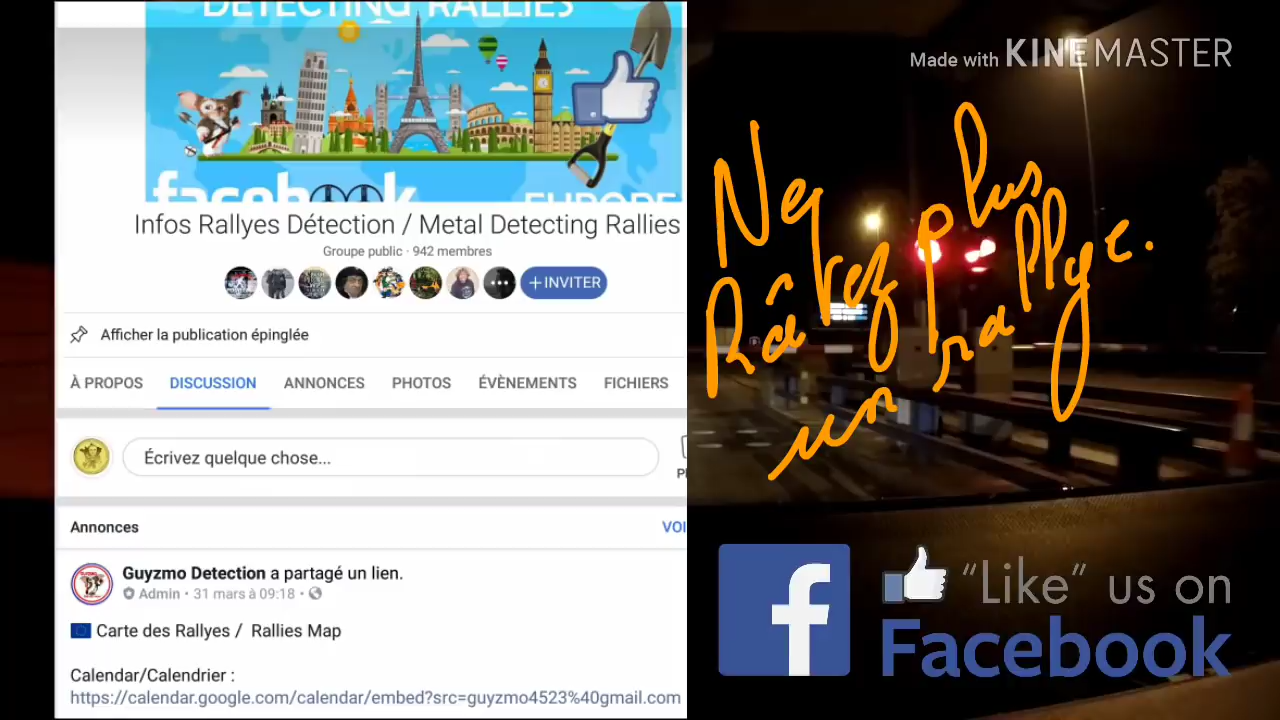 DETECTING RALLIES
facebook
EUROPE
Infos Rallyes Détection / Metal Detecting Rallies
Groupe public · 942 membres
+ INVITER
Afficher la publication épinglée
À PROPOS
DISCUSSION
ANNONCES
PHOTOS
ÉVÈNEMENTS
FICHIERS
Écrivez quelque chose...
Annonces
VOI
Guyzmo Detection a partagé un lien.
Admin · 31 mars à 09:18 ·
Carte des Rallyes / Rallies Map
Calendar/Calendrier :
https://calendar.google.com/calendar/embed?src=guyzmo4523%40gmail.com
Made with KINEMASTER
Ne
Râtez plus
un rallye.
f
"Like" us on
Facebook